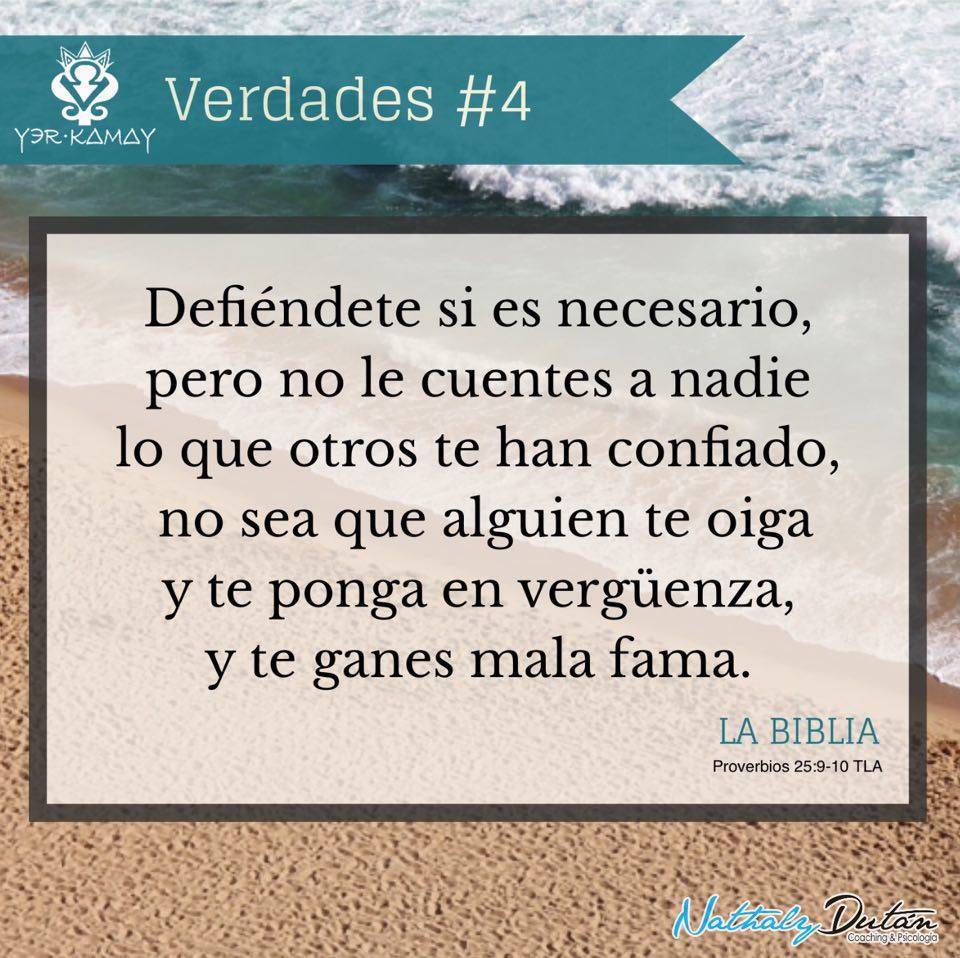 Verdades #4
YƎR·KAMAY
Defiéndete si es necesario,
pero no le cuentes a nadie
lo que otros te han confiado,
no sea que alguien te oiga
y te ponga en vergüenza,
y te ganes mala fama.
LA BIBLIA
Proverbios 25:9-10 TLA
Nathaly Dután
Coaching & Psicología